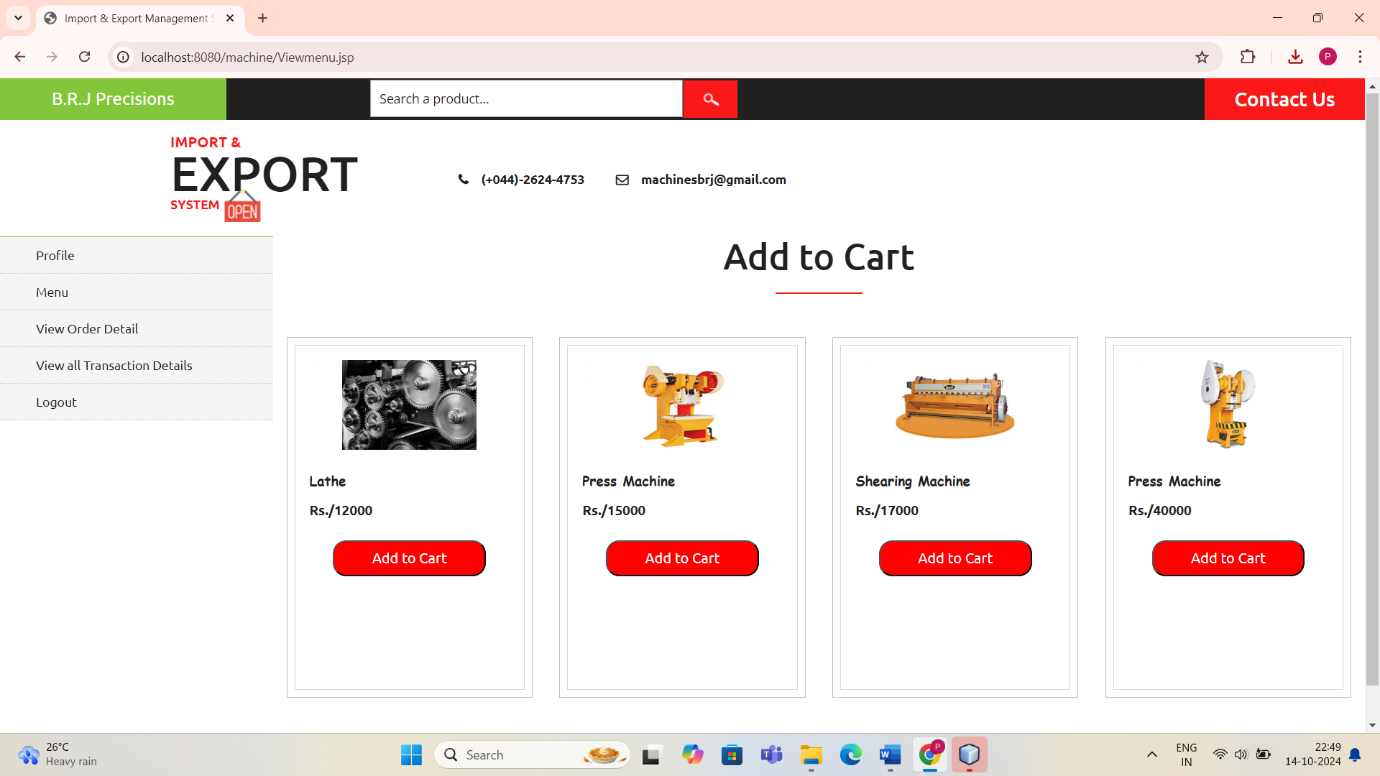 Import & Export Management S
localhost:8080/machine/Viewmenu.jsp
P
B.R.J Precisions
Search a product...
Contact Us
IMPORT &
EXPORT
SYSTEM OPEN
(+044)-2624-4753
machinesbrj@gmail.com
Profile
Menu
View Order Detail
View all Transaction Details
Logout
Add to Cart
Lathe
Rs./12000
Add to Cart
Press Machine
Rs./15000
Add to Cart
Shearing Machine
Rs./17000
Add to Cart
Press Machine
Rs./40000
Add to Cart
26°C
Heavy rain
Search
P
ENG
IN
22:49
14-10-2024